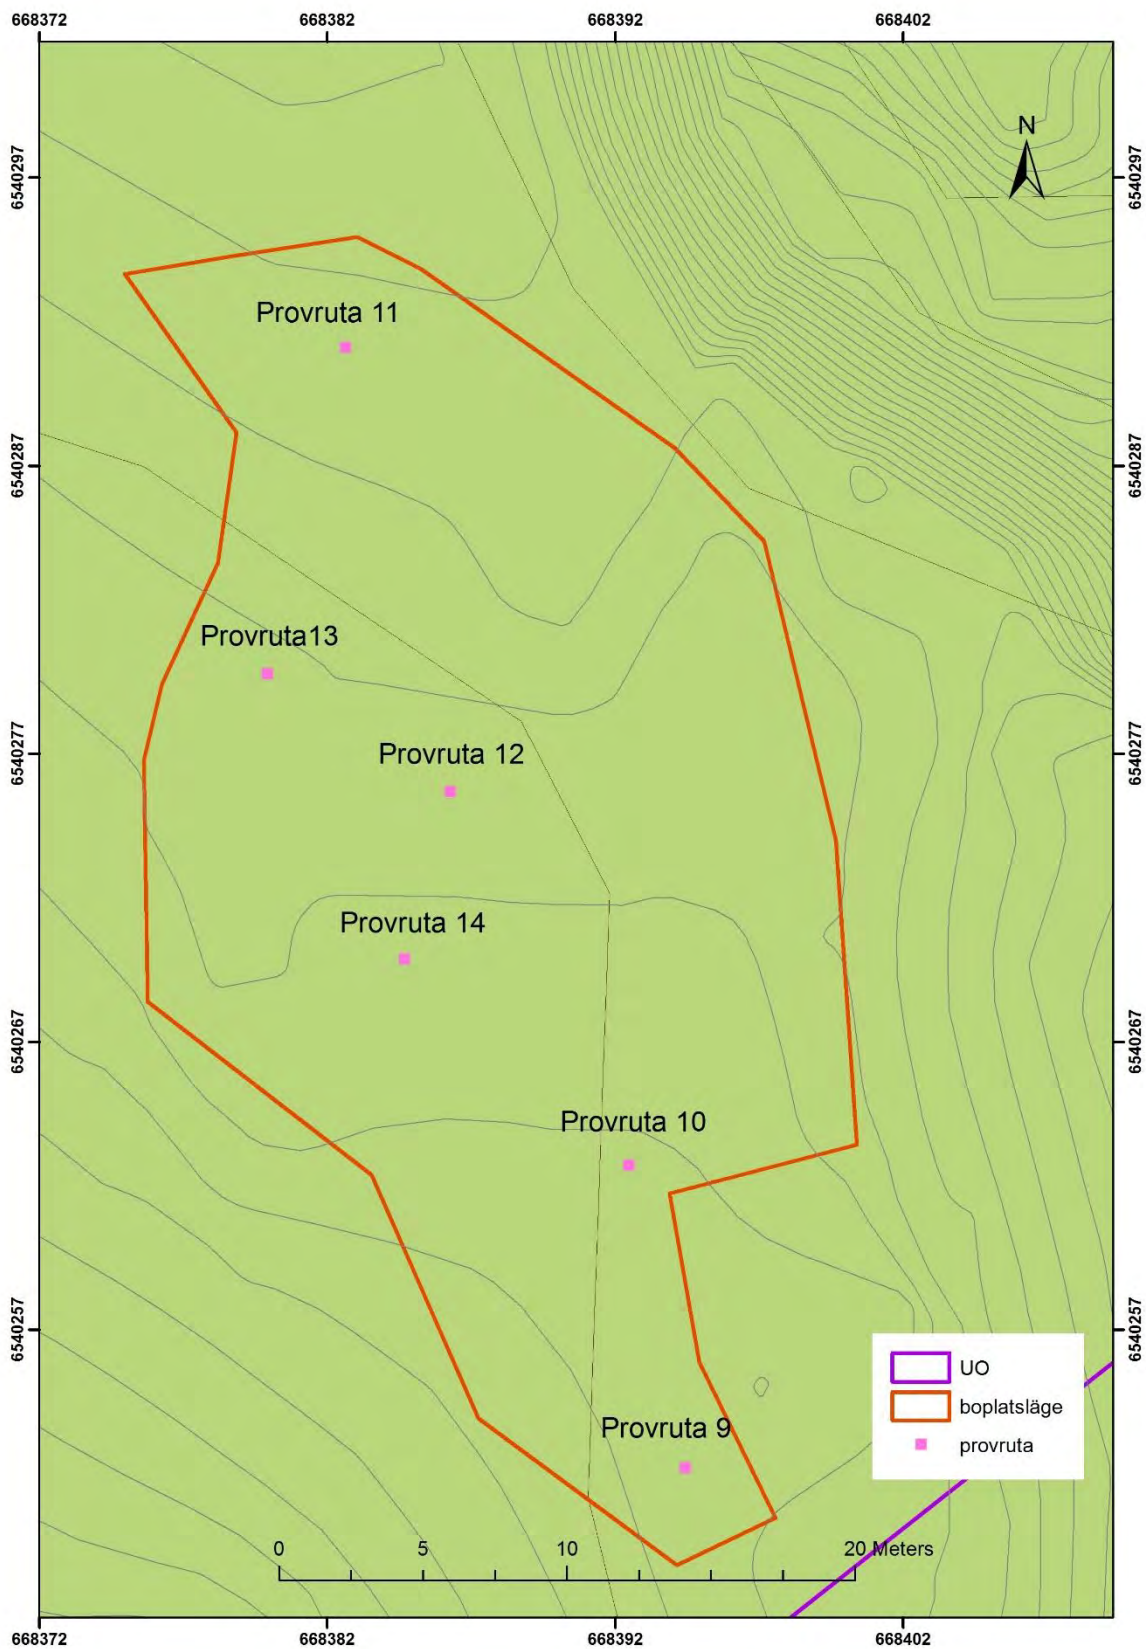 668372 668382 668392 668402
N
6540297 6540297
Provruta 11
6540287 6540287
Provruta13
6540277 6540277
Provruta 12
Provruta 14
6540267 6540267
Provruta 10
6540257 6540257
UO
boplatsläge
provruta
Provruta 9
0 5 10 20 Meters
668372 668382 668392 668402